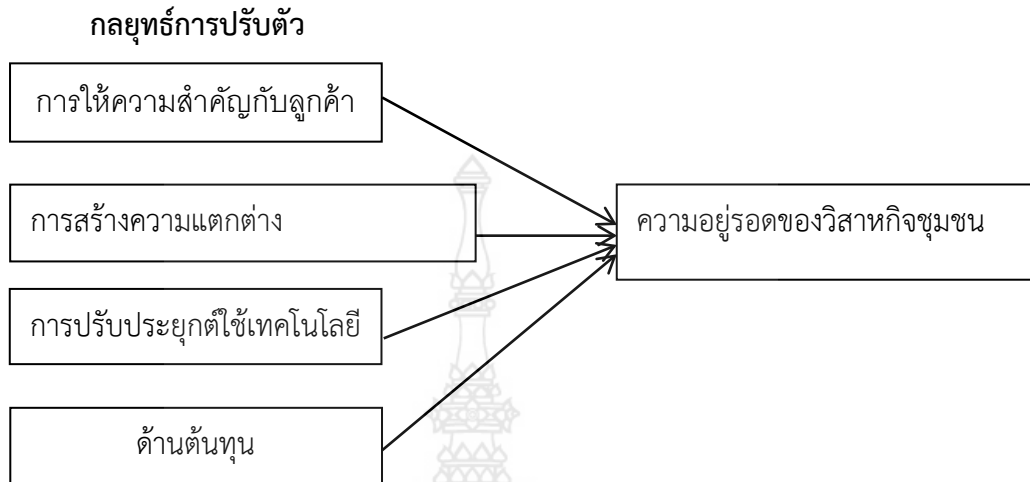 กลยุทธ์การปรับตัว
การให้ความสำคัญกับลูกค้า
การสร้างความแตกต่าง
ความอยู่รอดของวิสาหกิจชุมชน
การปรับประยุกต์ใช้เทคโนโลยี
ด้านต้นทุน